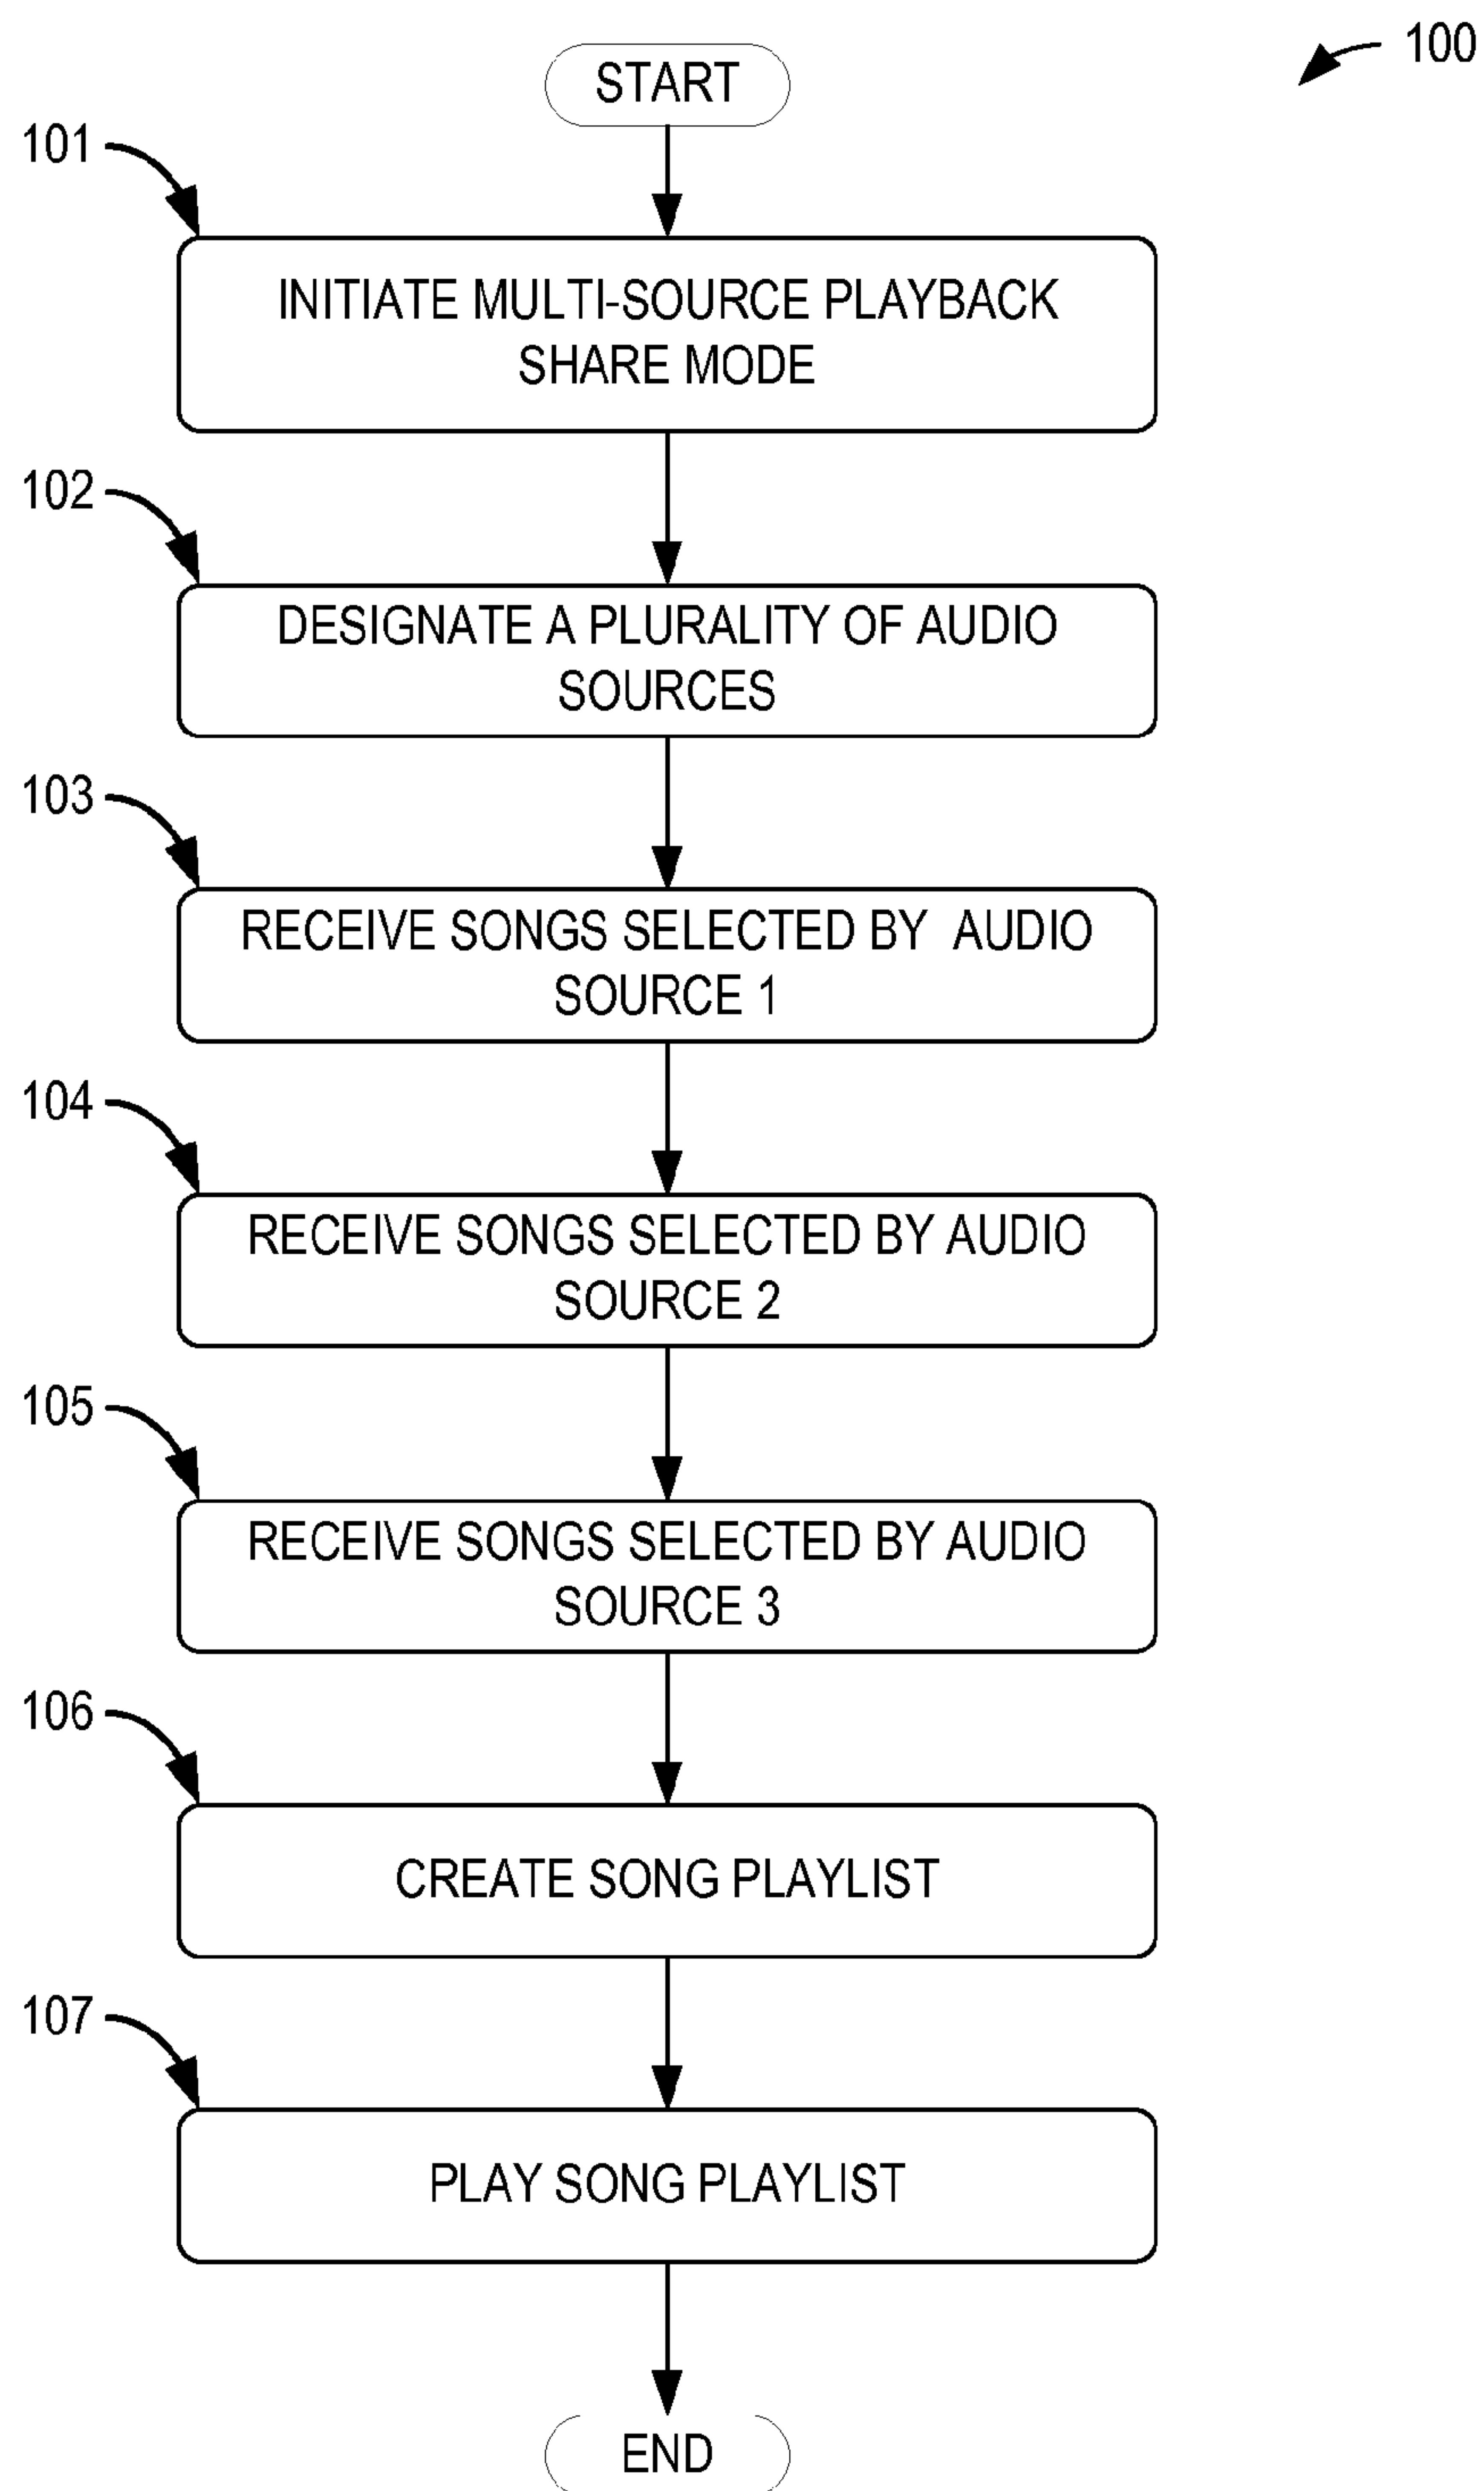 100
START
101
INITIATE MULTI-SOURCE PLAYBACK
SHARE MODE
102
DESIGNATE A PLURALITY OF AUDIO
SOURCES
103
RECEIVE SONGS SELECTED BY AUDIO
SOURCE 1
104
RECEIVE SONGS SELECTED BY AUDIO
SOURCE 2
105
RECEIVE SONGS SELECTED BY AUDIO
SOURCE 3
106
CREATE SONG PLAYLIST
107
PLAY SONG PLAYLIST
END